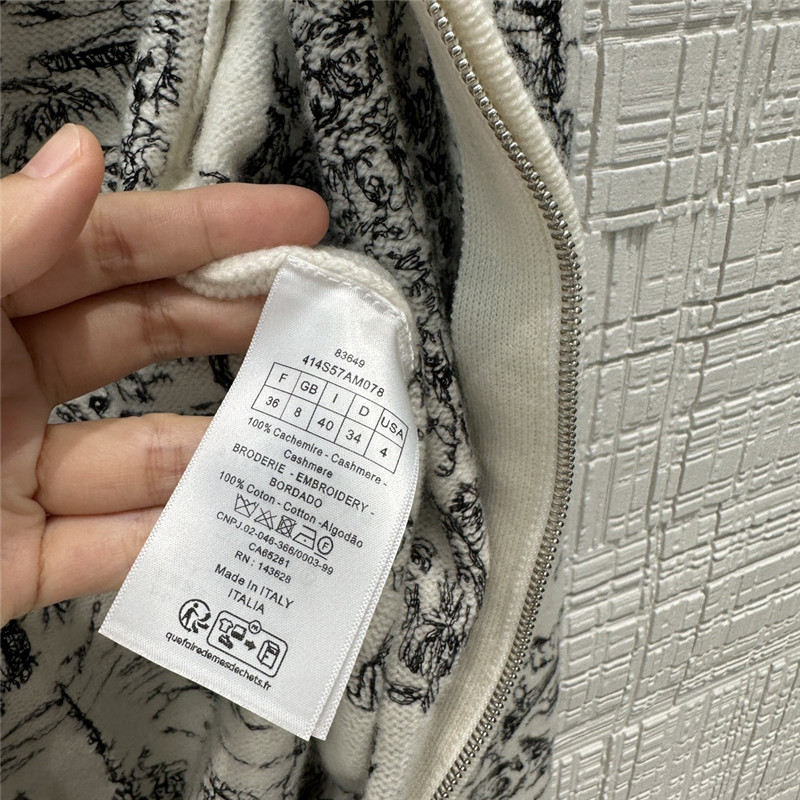 83649
414S57AM078
F GB I D USA
36 8 40 34 4
100% Cachemire - Cashmere -
Cashmere
BRODERIE - EMBROIDERY -
BORDADO
100% Coton - Cotton - Algodão
F
CNPJ.02-046-366/0003-99
CA65281
RN : 143628
Made in ITALY
ITALIA
FR
quefairedemesdechets.fr